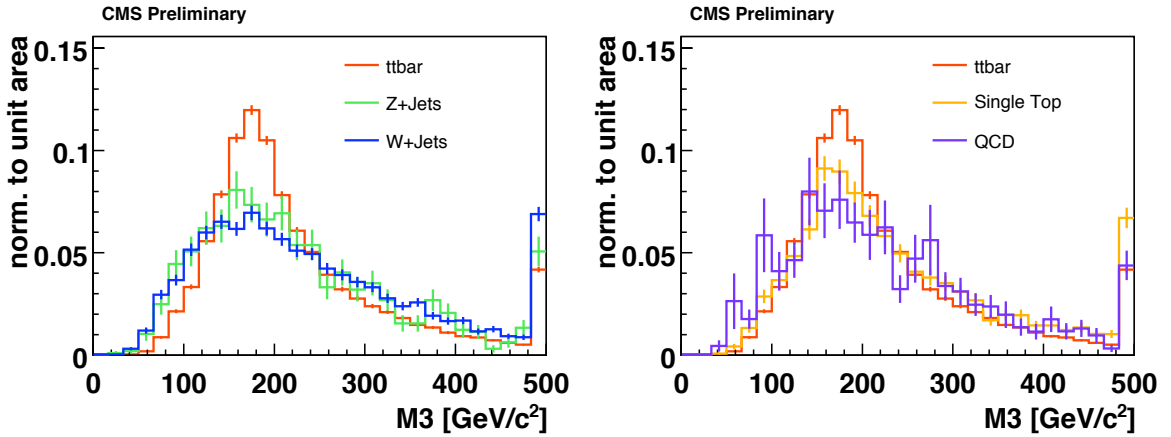 CMS Preliminary
norm. to unit area
0.15
0.1
0.05
0
ttbar
Z+Jets
W+Jets
0 100 200 300 400 500
M3 [GeV/c²]
CMS Preliminary
norm. to unit area
0.15
0.1
0.05
0
ttbar
Single Top
QCD
0 100 200 300 400 500
M3 [GeV/c²]